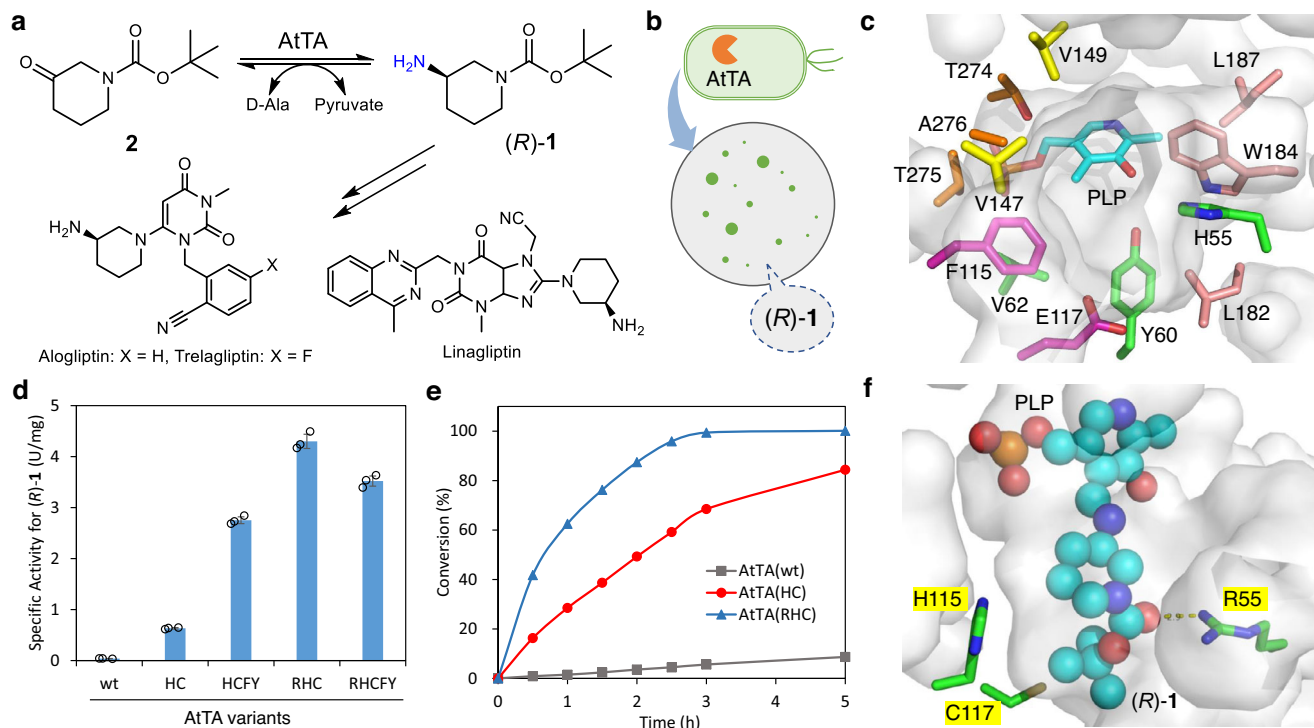 a
O
N
O
O
2
AtTA
D-Ala
Pyruvate
H₂N
N
O
O
(R)-1
O
N
O
N
N
H₂N
X
N
Alogliptin: X = H, Trelagliptin: X = F
CN
O
N
N
N
N
N
O
N
N
NH₂
Linagliptin
b
AtTA
(R)-1
c
V149
T274
L187
A276
W184
T275
PLP
V147
H55
F115
V62
E117
Y60
L182
d
Specific Activity for (R)-1 (U/mg)
5
4
3
2
1
0
wt
HC
HCFY
RHC
RHCFY
AtTA variants
e
Conversion (%)
100
80
60
40
20
0
AtTA(wt)
AtTA(HC)
AtTA(RHC)
0
1
2
3
4
5
Time (h)
f
PLP
H115
R55
C117
(R)-1